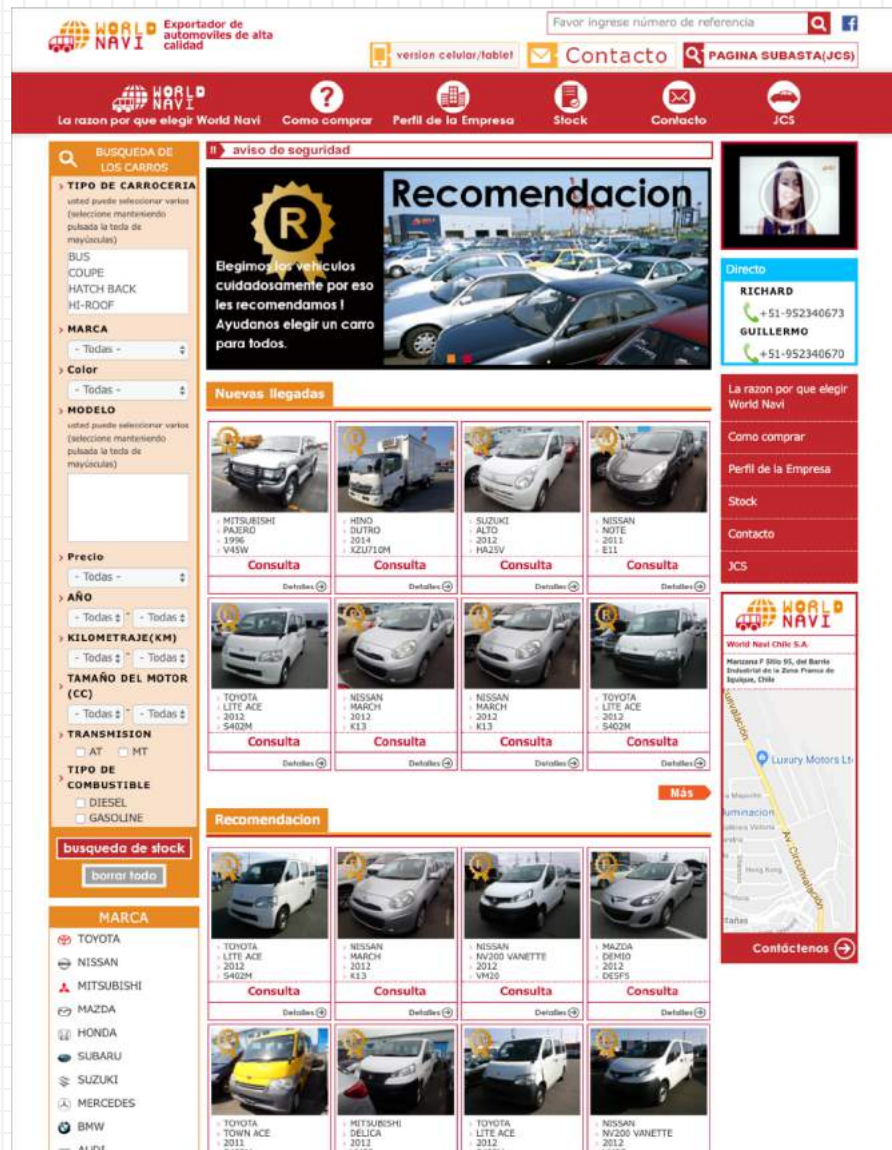 WORLD NAVI
Exportador de
automoviles de alta
calidad
Favor ingrese número de referencia
version celular/tablet
Contacto
PAGINA SUBASTA(JCS)
WORLD NAVI
La razon por que elegir World Navi
Como comprar
Perfil de la Empresa
Stock
Contacto
JCS
BUSQUEDA DE
LOS CARROS
TIPO DE CARROCERIA
usted puede seleccionar varios
(seleccione manteniendo
pulsada la tecla de
mayúsculas)
BUS
COUPE
HATCH BACK
HI-ROOF
MARCA
- Todas -
Color
- Todas -
MODELO
usted puede seleccionar varios
(seleccione manteniendo
pulsada la tecla de
mayúsculas)
Precio
- Todas -
AÑO
- Todas ~ - Todas
KILOMETRAJE(KM)
- Todas ~ - Todas
TAMAÑO DEL MOTOR
(CC)
- Todas ~ - Todas
TRANSMISION
AT MT
TIPO DE
COMBUSTIBLE
DIESEL
GASOLINE
busqueda de stock
borrar todo
MARCA
TOYOTA
NISSAN
MITSUBISHI
MAZDA
HONDA
SUBARU
SUZUKI
MERCEDES
BMW
AUDI
!! aviso de seguridad
Recomendacion
R
Elegimos los vehiculos
cuidadosamente por eso
les recomendamos !
Ayudanos elegir un carro
para todos.
Nuevas llegadas
MITSUBISHI
PAJERO
1996
V45W
Consulta
Detalles
HINO
DUTRO
2014
XZU710M
Consulta
Detalles
SUZUKI
ALTO
2012
HA25V
Consulta
Detalles
NISSAN
NOTE
2011
E11
Consulta
Detalles
TOYOTA
LITE ACE
2012
S402M
Consulta
Detalles
NISSAN
MARCH
2012
K13
Consulta
Detalles
NISSAN
MARCH
2012
K13
Consulta
Detalles
TOYOTA
LITE ACE
2012
S402M
Consulta
Detalles
Más
Recomendacion
TOYOTA
LITE ACE
2012
S402M
Consulta
Detalles
NISSAN
MARCH
2012
K13
Consulta
Detalles
NISSAN
NV200 VANETTE
2012
VM20
Consulta
Detalles
MAZDA
DEMIO
2012
DE5FS
Consulta
Detalles
TOYOTA
TOWN ACE
2011
MITSUBISHI
DELICA
2012
TOYOTA
LITE ACE
2012
NISSAN
NV200 VANETTE
2012
Directo
RICHARD
+51-952340673
GUILLERMO
+51-952340670
La razon por que elegir
World Navi
Como comprar
Perfil de la Empresa
Stock
Contacto
JCS
WORLD NAVI
World Navi Chile S.A.
Manzana F Sitio 95, del Barrio
Industrial de la Zona Franca de
Iquique, Chile
Luxury Motors Lt
Av. Circunvalación
Hong Kong
Contáctenos